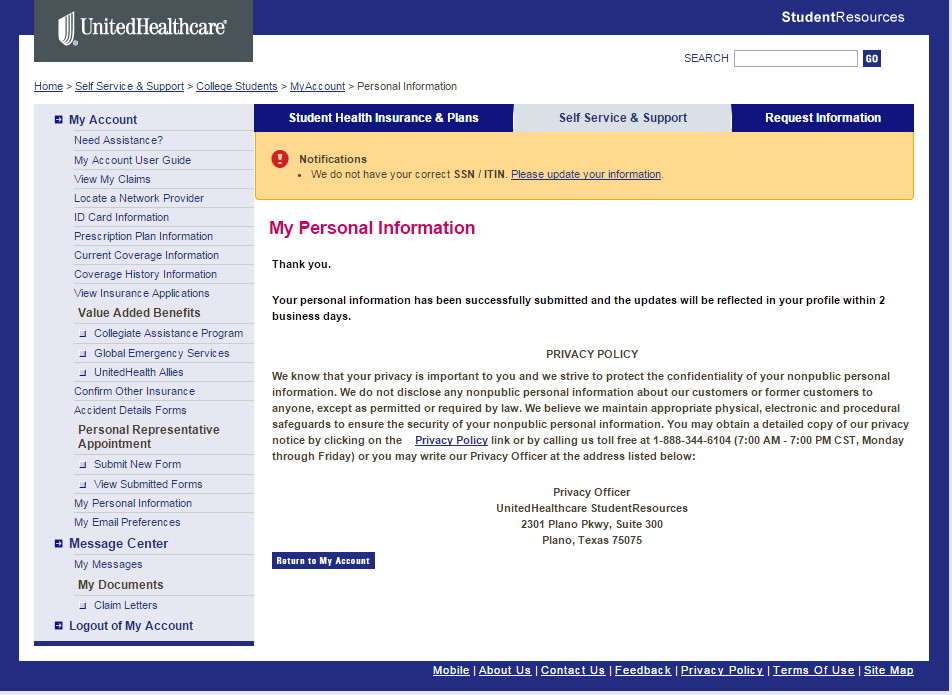 UnitedHealthcare®
StudentResources
SEARCH GO
Home > Self Service & Support > College Students > MyAccount > Personal Information
My Account
Need Assistance?
My Account User Guide
View My Claims
Locate a Network Provider
ID Card Information
Prescription Plan Information
Current Coverage Information
Coverage History Information
View Insurance Applications
Value Added Benefits
Collegiate Assistance Program
Global Emergency Services
UnitedHealth Allies
Confirm Other Insurance
Accident Details Forms
Personal Representative
Appointment
Submit New Form
View Submitted Forms
My Personal Information
My Email Preferences
Message Center
My Messages
My Documents
Claim Letters
Logout of My Account
Student Health Insurance & Plans Self Service & Support Request Information
Notifications
• We do not have your correct SSN / ITIN. Please update your information.
My Personal Information
Thank you.
Your personal information has been successfully submitted and the updates will be reflected in your profile within 2
business days.
PRIVACY POLICY
We know that your privacy is important to you and we strive to protect the confidentiality of your nonpublic personal
information. We do not disclose any nonpublic personal information about our customers or former customers to
anyone, except as permitted or required by law. We believe we maintain appropriate physical, electronic and procedural
safeguards to ensure the security of your nonpublic personal information. You may obtain a detailed copy of our privacy
notice by clicking on the Privacy Policy link or by calling us toll free at 1-888-344-6104 (7:00 AM - 7:00 PM CST, Monday
through Friday) or you may write our Privacy Officer at the address listed below:
Privacy Officer
UnitedHealthcare StudentResources
2301 Plano Pkwy, Suite 300
Plano, Texas 75075
Return to My Account
Mobile | About Us | Contact Us | Feedback | Privacy Policy | Terms Of Use | Site Map